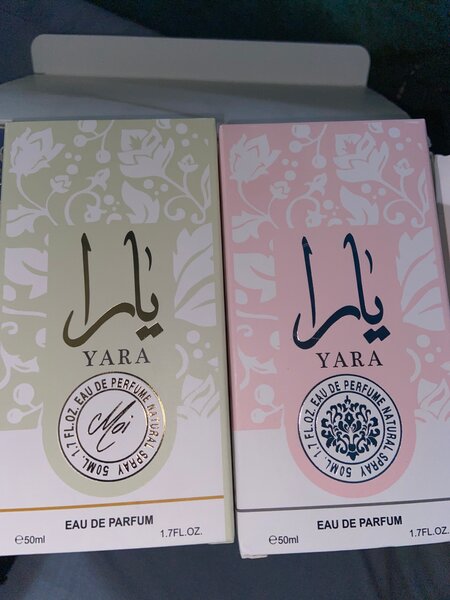 يارا
YARA
50ML, 1.7 FL.OZ. EAU DE PERFUME NATURAL SPRAY
Moi
EAU DE PARFUM
℮50ml
1.7FL.OZ.
يارا
YARA
50ML, 1.7 FL.OZ. EAU DE PERFUME NATURAL SPRAY
EAU DE PARFUM
℮50ml
1.7FL.OZ.